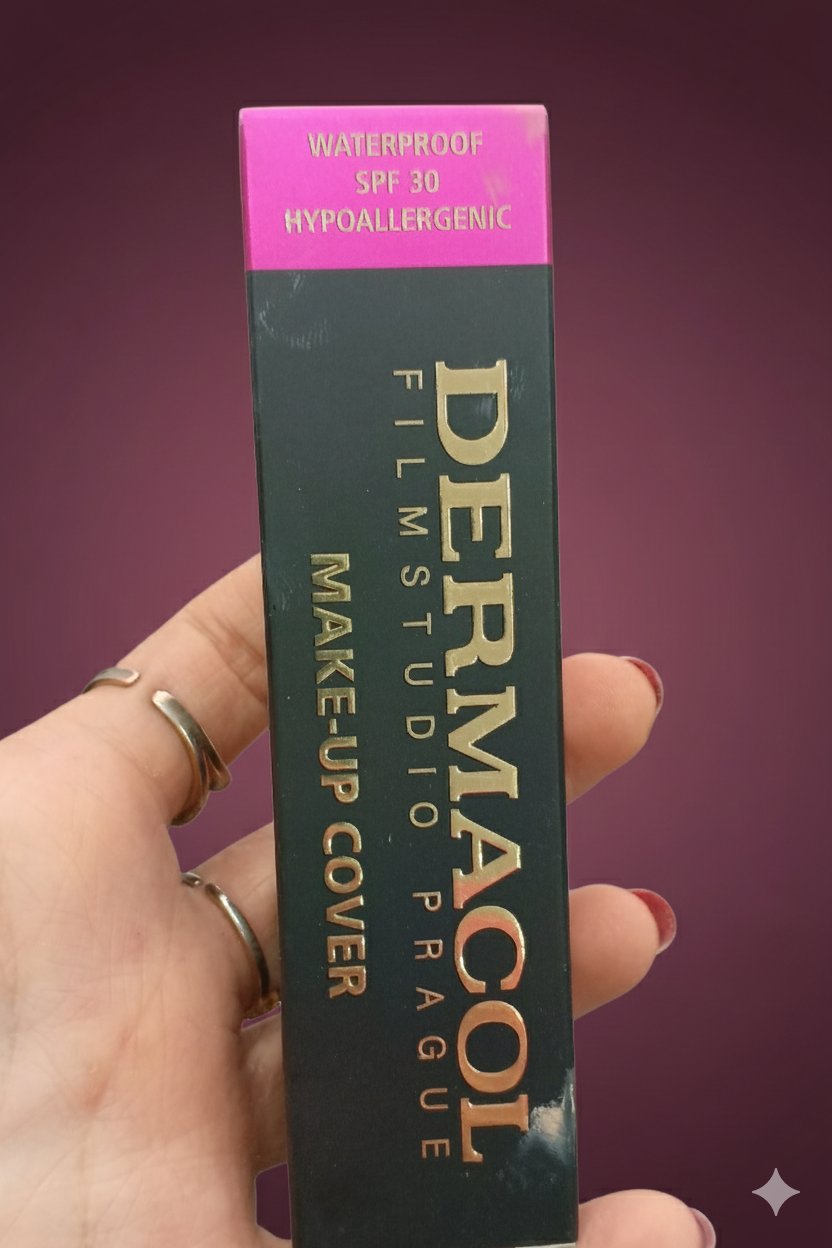 WATERPROOF
SPF 30
HYPOALLERGENIC
DERMACOL
FILMSTUDIO PRAGUE
MAKE-UP COVER